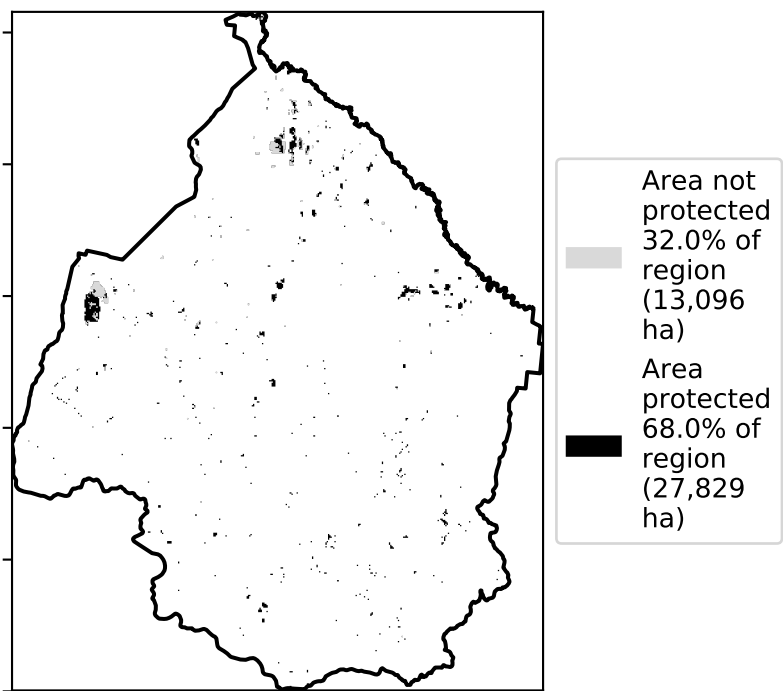 Area not
protected
32.0% of
region
(13,096
ha)
Area
protected
68.0% of
region
(27,829
ha)